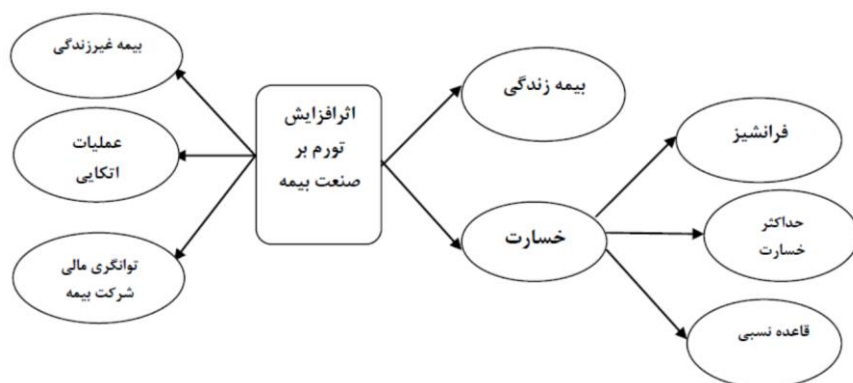 بیمه غیرزندگی
عملیات
اتکایی
توانگری مالی
شرکت بیمه
اثرافزایش
تورم بر
صنعت بیمه
بیمه زندگی
خسارت
فرانشیز
حداکثر
خسارت
قاعده نسبی